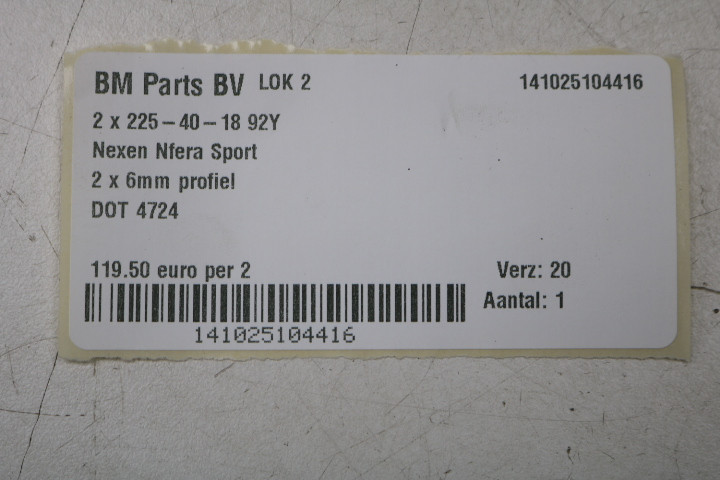 BM Parts BV LOK 2 141025104416
2 x 225-40-18 92Y
Nexen Nfera Sport
2 x 6mm profiel
DOT 4724
119.50 euro per 2 Verz: 20
Aantal: 1
141025104416